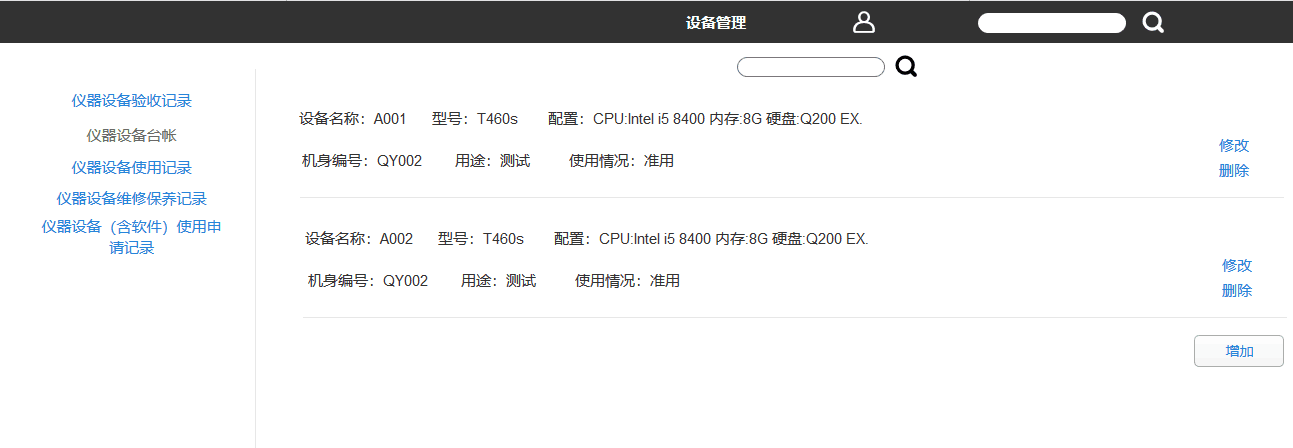 设备管理
仪器设备验收记录
仪器设备台帐
仪器设备使用记录
仪器设备维修保养记录
仪器设备（含软件）使用申
请记录
设备名称：A001 型号：T460s 配置：CPU:Intel i5 8400 内存:8G 硬盘:Q200 EX.
机身编号：QY002 用途：测试 使用情况：准用
修改
删除
设备名称：A002 型号：T460s 配置：CPU:Intel i5 8400 内存:8G 硬盘:Q200 EX.
机身编号：QY002 用途：测试 使用情况：准用
修改
删除
增加